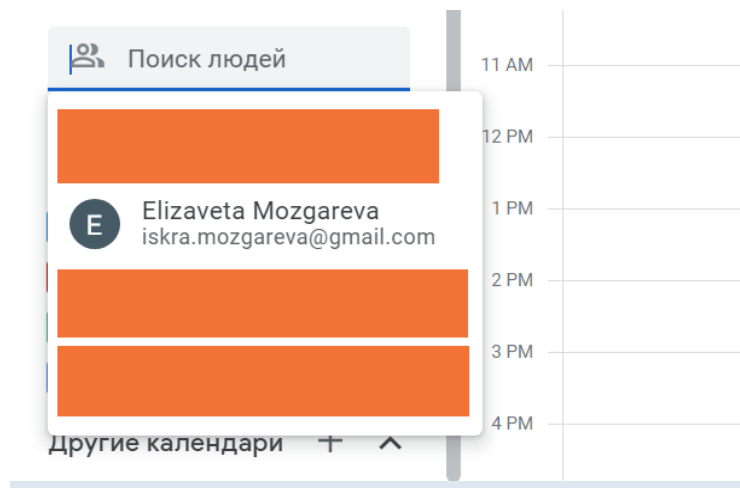 Поиск людей
E
Elizaveta Mozgareva
iskra.mozgareva@gmail.com
Другие календари
11 AM
12 PM
1 PM
2 PM
3 PM
4 PM